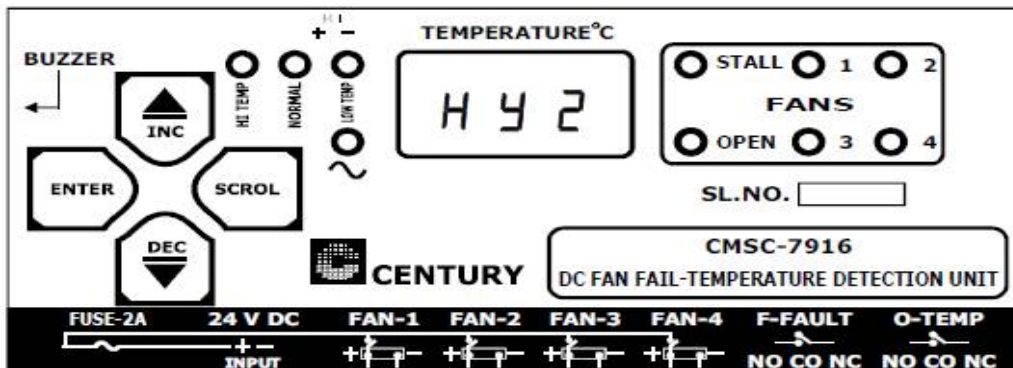 + −
TEMPERATURE°C
BUZZER
HI TEMP
NORMAL
LOW TEMP
INC
ENTER
SCROL
DEC
H Y 2
STALL 1 2
FANS
OPEN 3 4
SL.NO.
CENTURY
CMSC-7916
DC FAN FAIL-TEMPERATURE DETECTION UNIT
FUSE-2A 24 V DC FAN-1 FAN-2 FAN-3 FAN-4 F-FAULT O-TEMP
+ − + − + − + − + −
INPUT NO CO NC NO CO NC